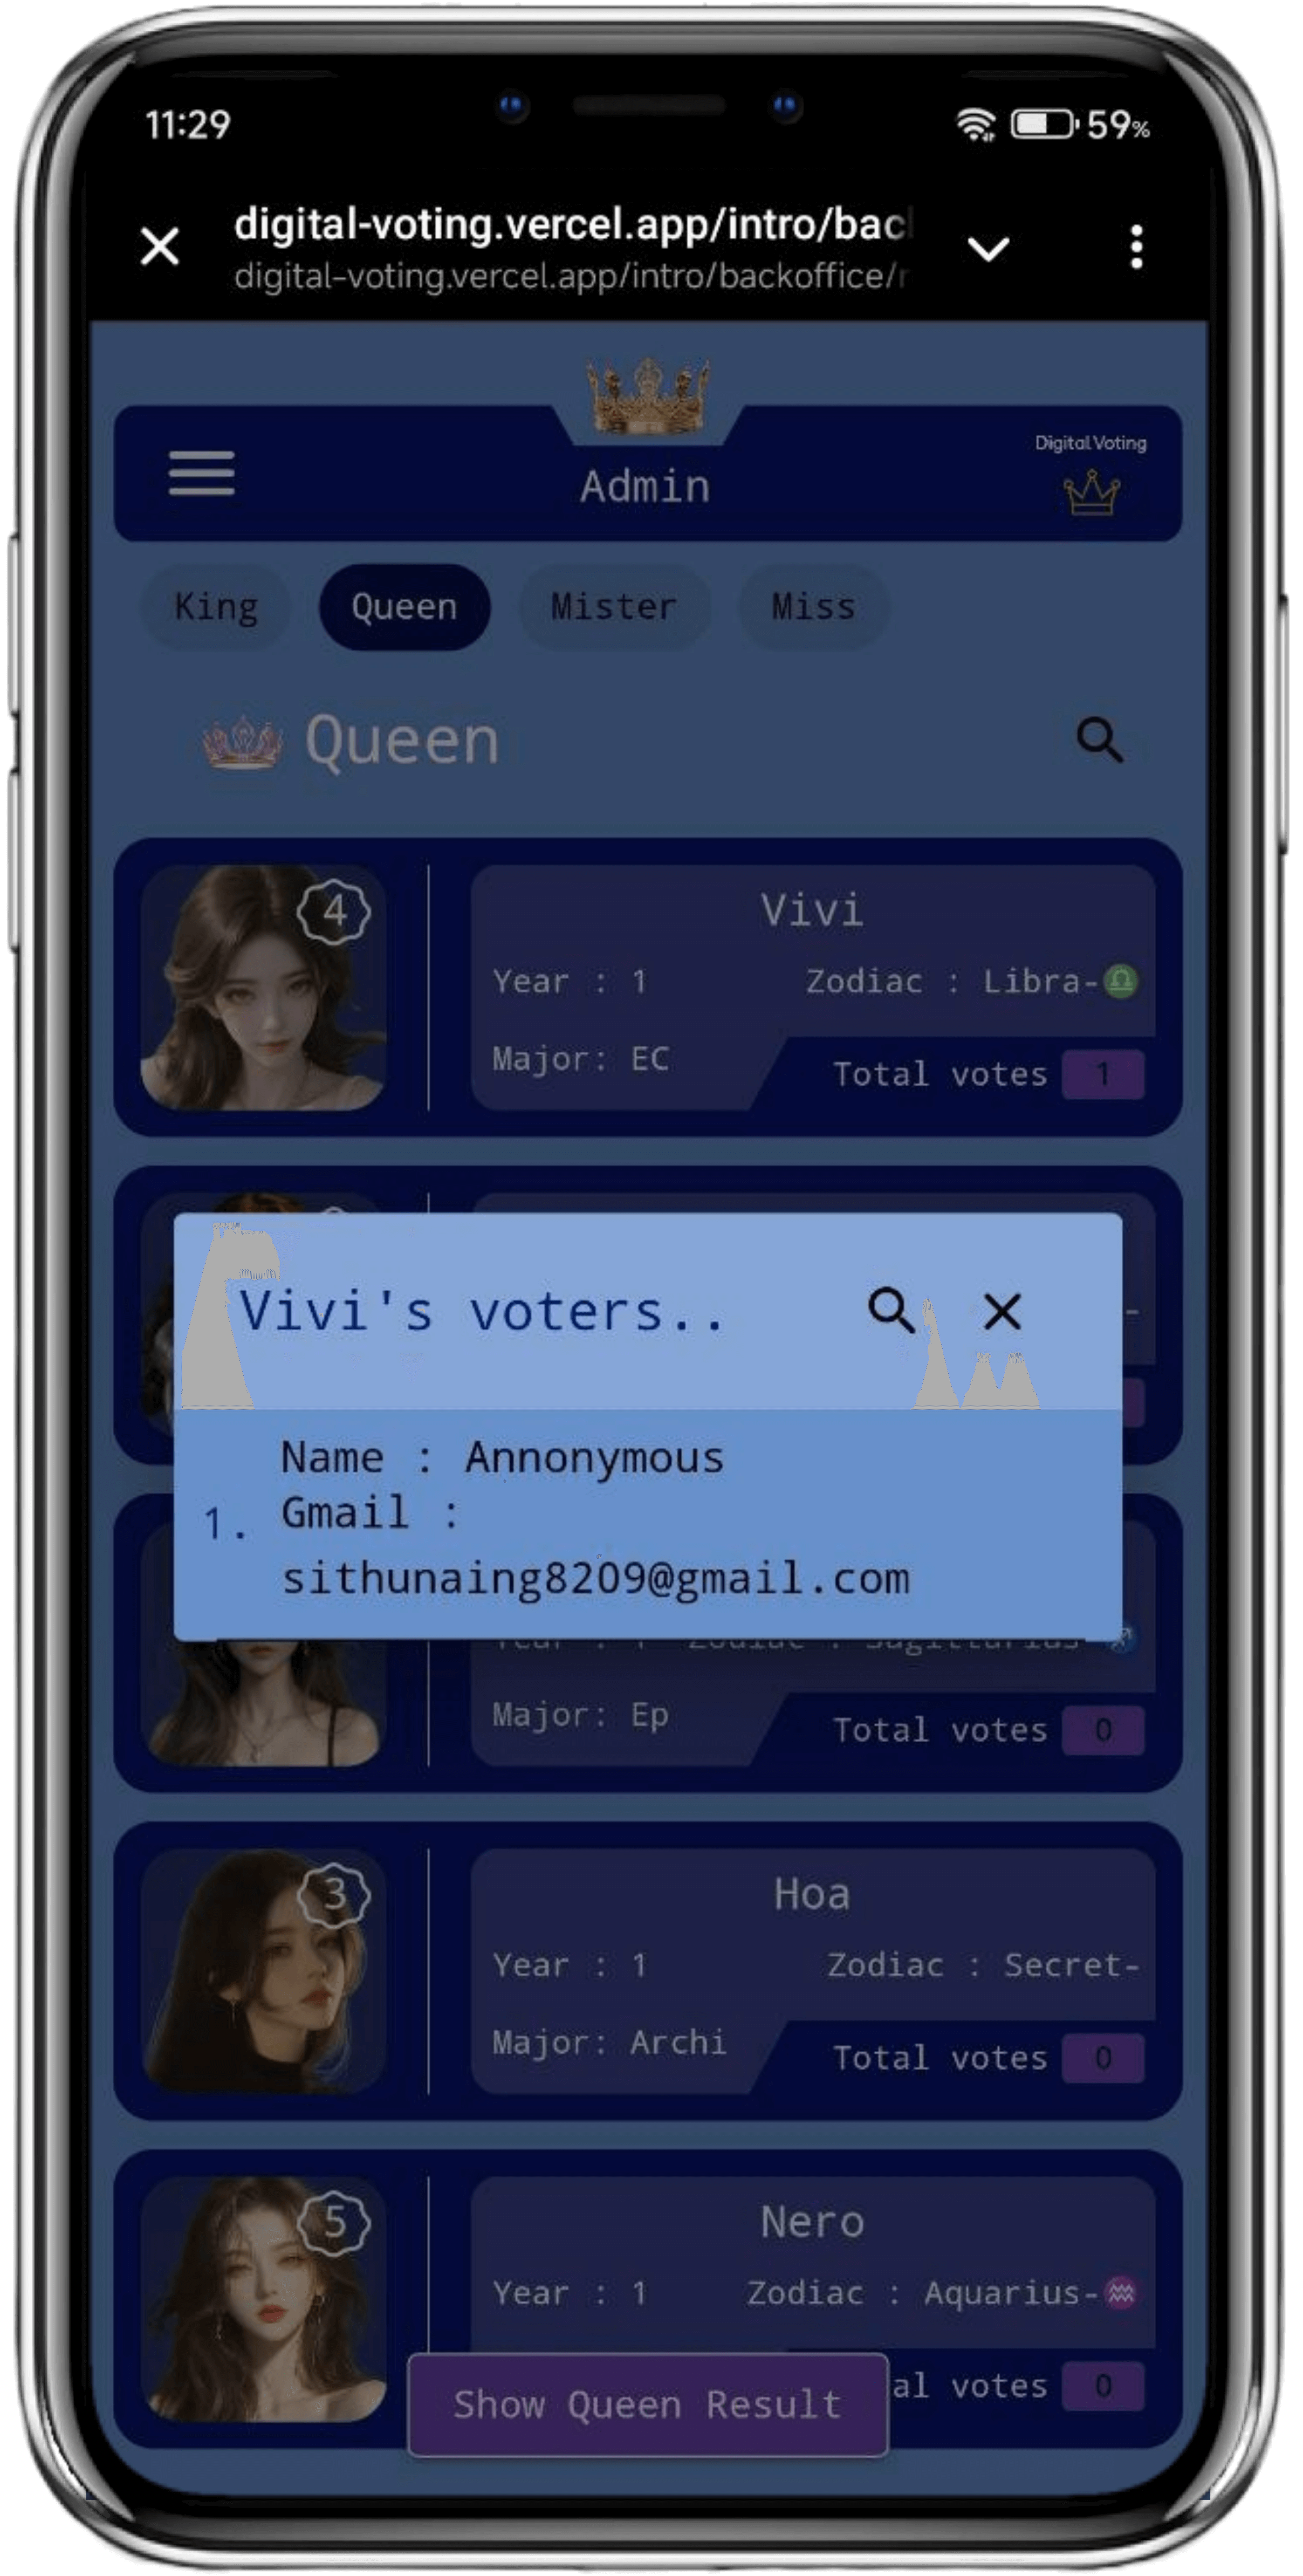 11:29
59%
digital-voting.vercel.app/intro/bac
digital-voting.vercel.app/intro/backoffice/r
Digital Voting
Admin
King Queen Mister Miss
Queen
4
Vivi
Year : 1 Zodiac : Libra-♎
Major: EC
Total votes 1
Vivi's voters..
Name : Annonymous
1. Gmail :
sithunaing8209@gmail.com
Year : 1 Zodiac : Sagittarius-♐
Major: Ep
Total votes 0
3
Hoa
Year : 1 Zodiac : Secret-
Major: Archi
Total votes 0
5
Nero
Year : 1 Zodiac : Aquarius-♒
al votes 0
Show Queen Result